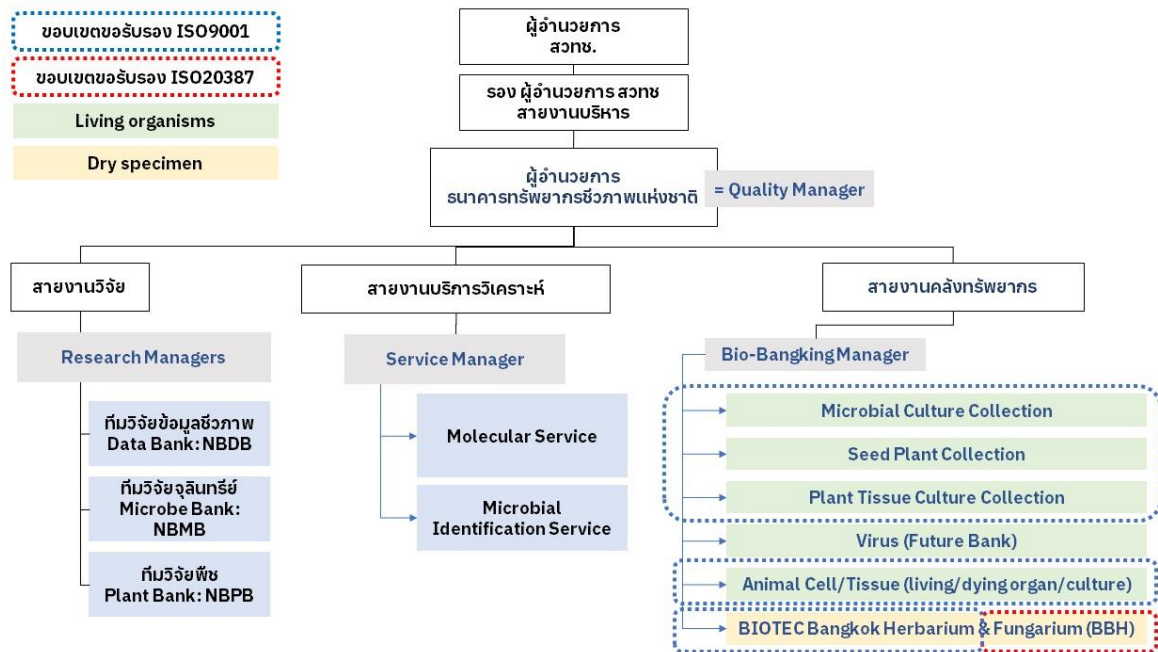 ขอบเขตขอรับรอง ISO9001
ขอบเขตขอรับรอง ISO20387
Living organisms
Dry specimen
ผู้อำนวยการ
สวทช.
รอง ผู้อำนวยการ สวทช
สายงานบริหาร
ผู้อำนวยการ
ธนาคารทรัพยากรชีวภาพแห่งชาติ
= Quality Manager
สายงานวิจัย
Research Managers
ทีมวิจัยข้อมูลชีวภาพ
Data Bank: NBDB
ทีมวิจัยจุลินทรีย์
Microbe Bank:
NBMB
ทีมวิจัยพืช
Plant Bank: NBPB
สายงานบริการวิเคราะห์
Service Manager
Molecular Service
Microbial
Identification Service
สายงานคลังทรัพยากร
Bio-Bangking Manager
Microbial Culture Collection
Seed Plant Collection
Plant Tissue Culture Collection
Virus (Future Bank)
Animal Cell/Tissue (living/dying organ/culture)
BIOTEC Bangkok Herbarium & Fungarium (BBH)